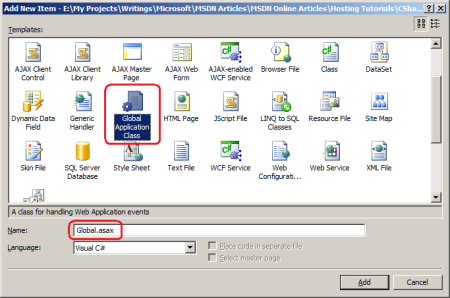 Add New Item - E:\My Projects\Writings\Microsoft\MSDN Articles\MSDN Online Articles\Hosting Tutorials\CSha...
Templates:
AJAX Client Control
AJAX Client Library
AJAX Master Page
AJAX Web Form
AJAX-enabled WCF Service
Browser File
Class
DataSet
Dynamic Data Field
Generic Handler
Global Application Class
HTML Page
JScript File
LINQ to SQL Classes
Resource File
Site Map
Skin File
SQL Server Database
Style Sheet
Text File
WCF Service
Web Configurati...
Web Service
XML File
A class for handling Web Application events
Name:
Global.asax
Language:
Visual C#
Place code in separate file
Select master page
Add
Cancel